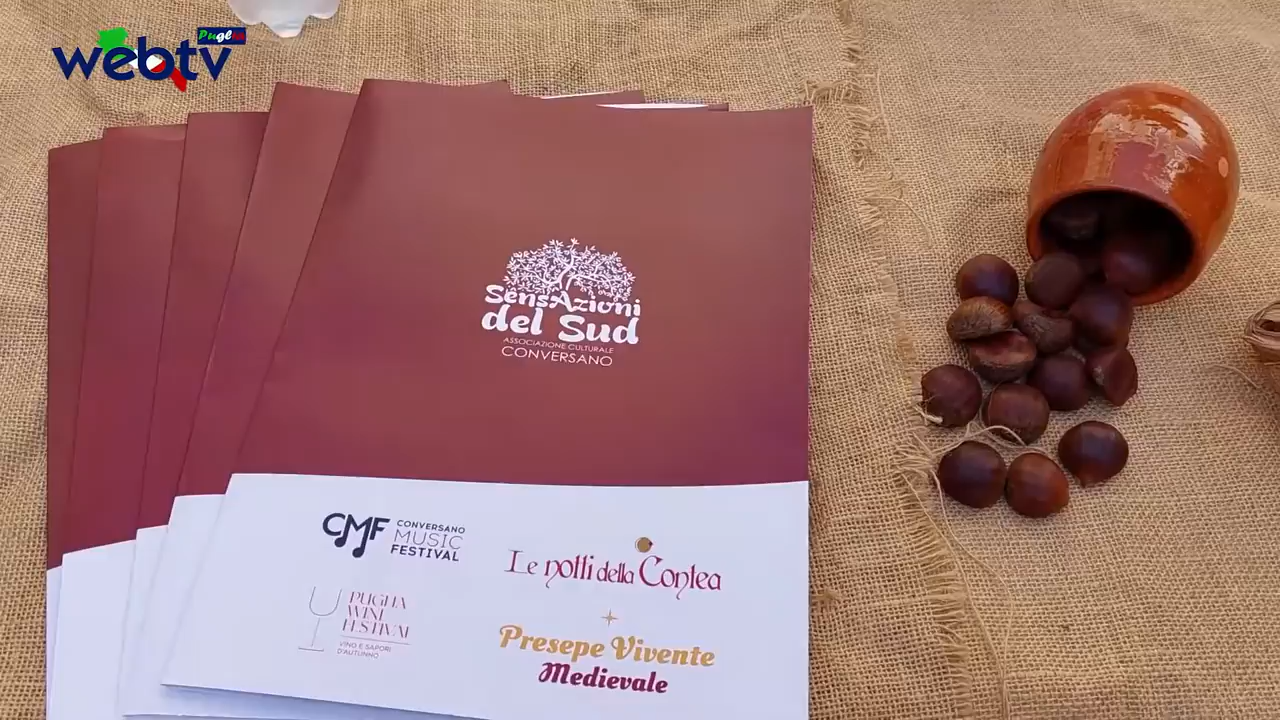 Puglia
webtv
SensAzioni
del Sud
ASSOCIAZIONE CULTURALE
CONVERSANO
CMF
CONVERSANO
MUSIC
FESTIVAL
Le notti della Contea
PUGLIA
WINE
FESTIVAL
VINO E SAPORI
D'AUTUNNO
Presepe Vivente
Medievale